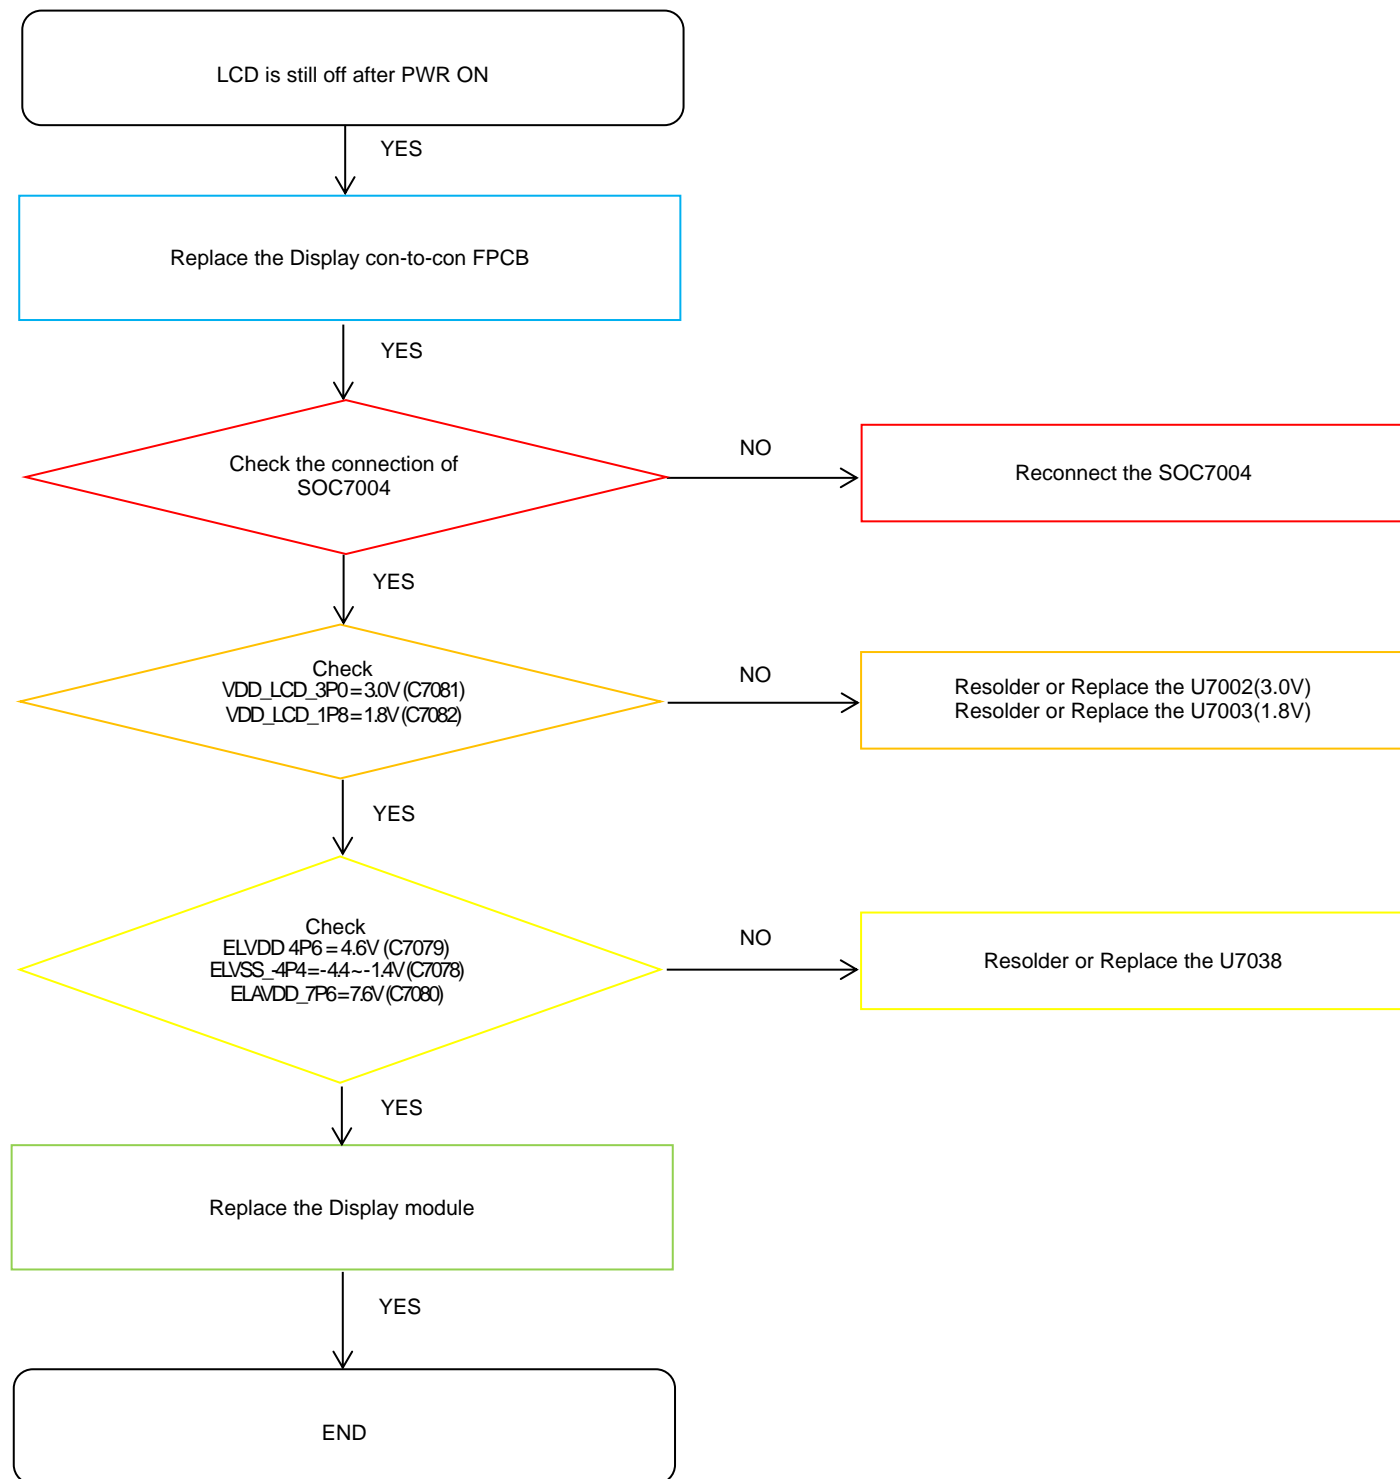 LCD is still off after PWR ON
YES
Replace the Display con-to-con FPCB
YES
Check the connection of
SOC7004
NO
Reconnect the SOC7004
YES
Check
VDD_LCD_3P0 = 3.0V (C7081)
VDD_LCD_1P8 = 1.8V (C7082)
NO
Resolder or Replace the U7002(3.0V)
Resolder or Replace the U7003(1.8V)
YES
Check
ELVDD 4P6 = 4.6V (C7079)
ELVSS_-4P4 = -4.4 ~ -1.4V (C7078)
ELAVDD_7P6 = 7.6V (C7080)
NO
Resolder or Replace the U7038
YES
Replace the Display module
YES
END